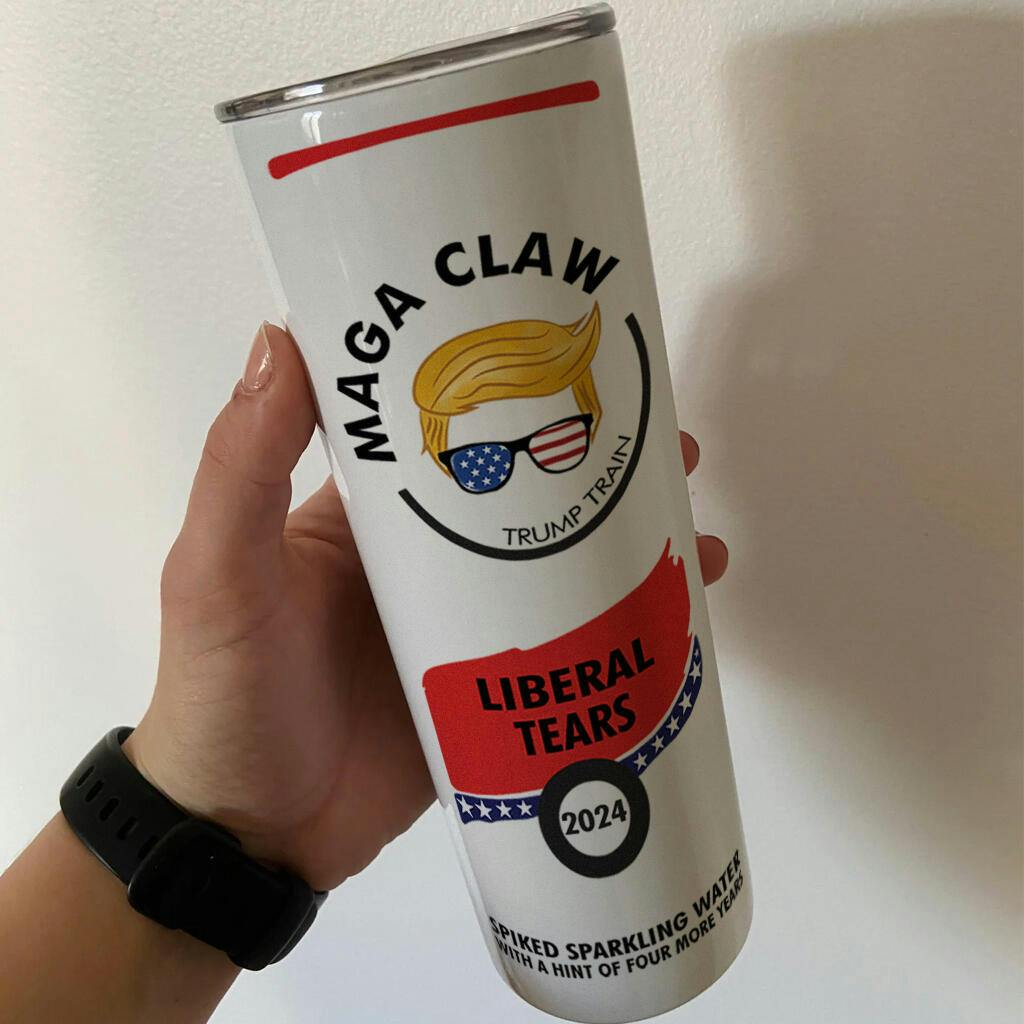 MAGA CLAW
TRUMP TRAIN
LIBERAL
TEARS
2024
SPIKED SPARKLING WATER
WITH A HINT OF FOUR MORE YEARS